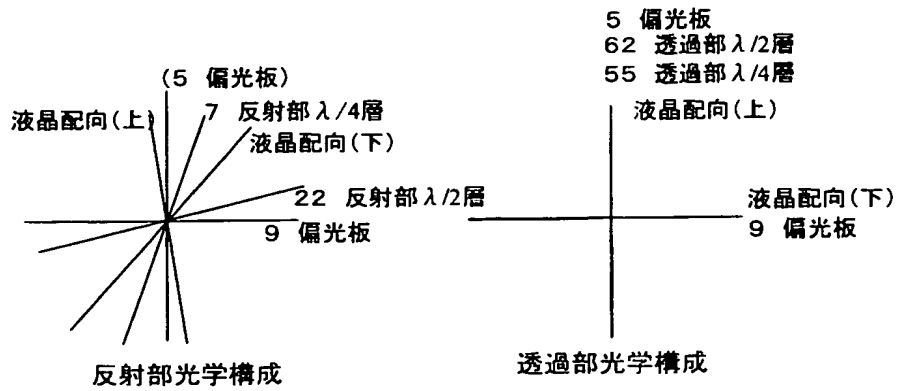 (5 偏光板)
7 反射部λ/4層
液晶配向(上)
液晶配向(下)
22 反射部λ/2層
9 偏光板
反射部光学構成
5 偏光板
62 透過部λ/2層
55 透過部λ/4層
液晶配向(上)
液晶配向(下)
9 偏光板
透過部光学構成